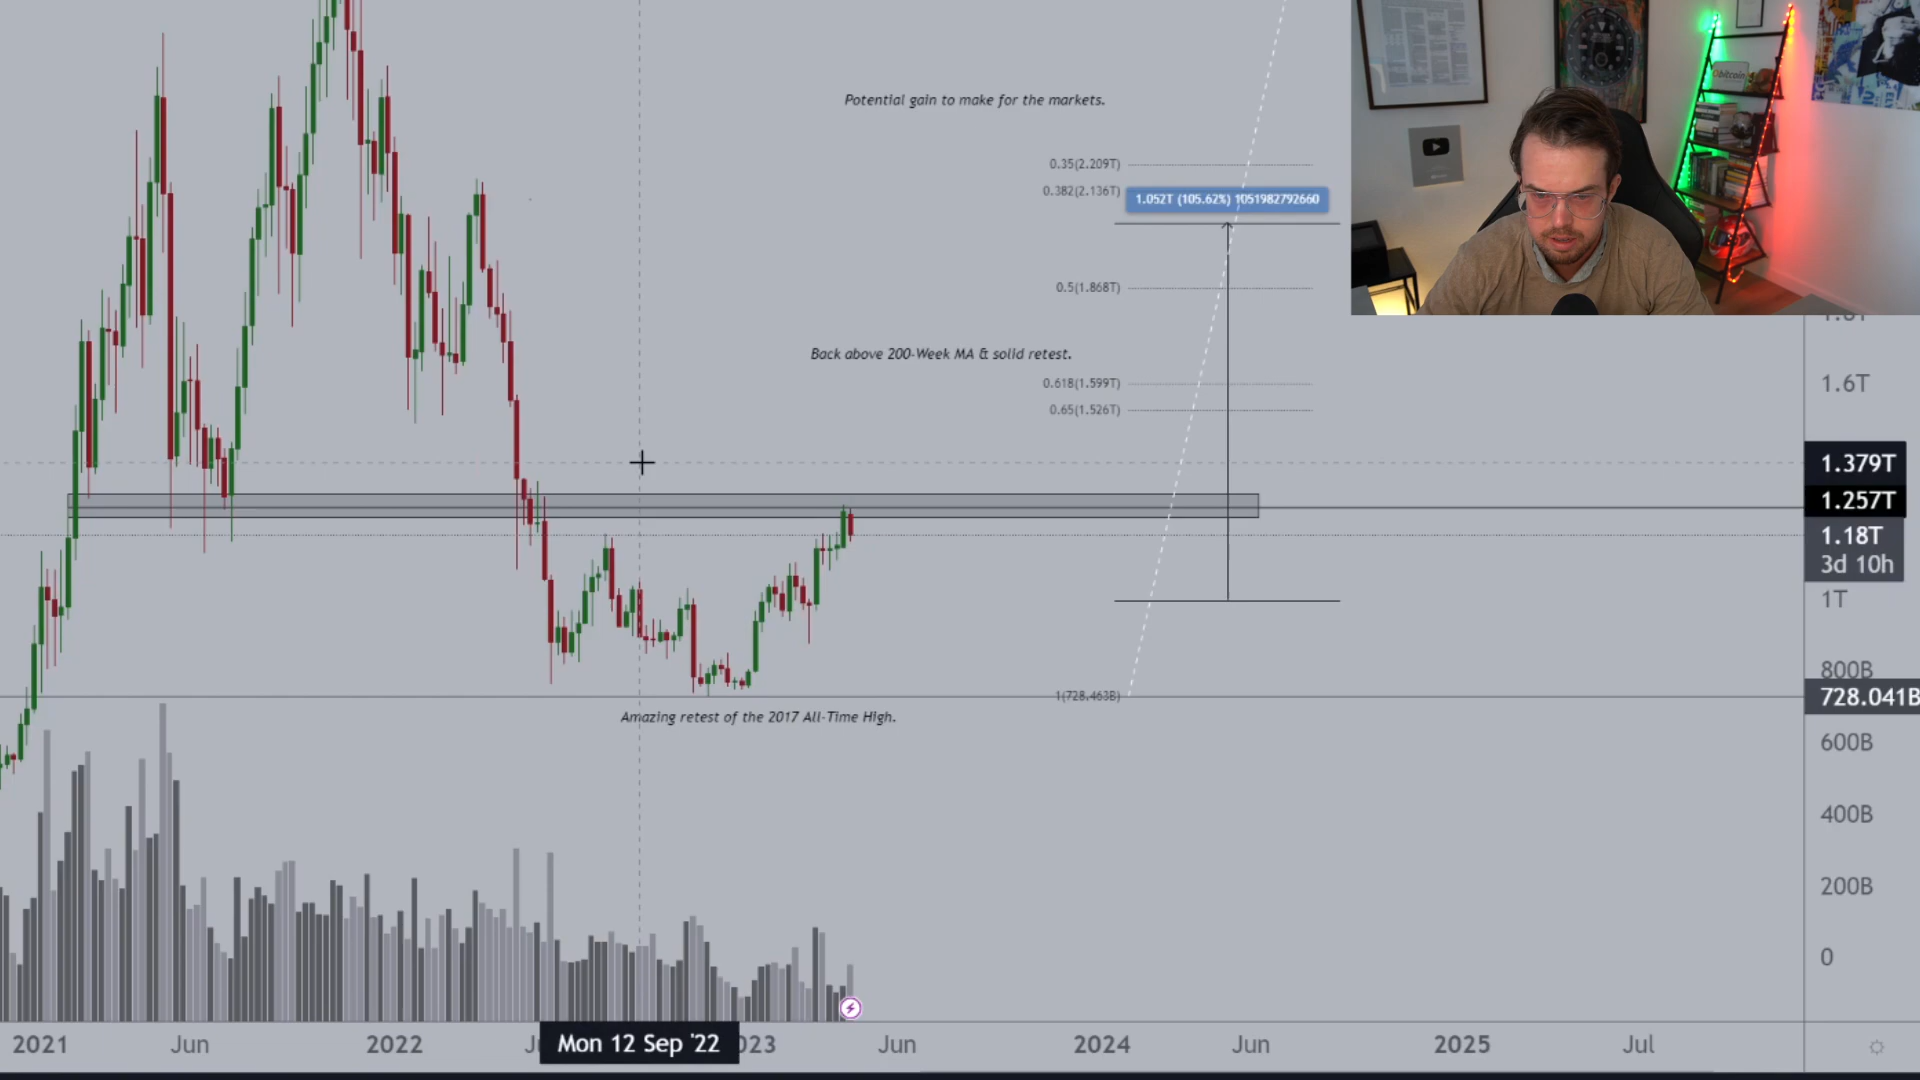 Potential gain to make for the markets.
0.35(2.209T)
0.382(2.136T)
1.052T (105.62%) 1051982792660
0.5(1.868T)
Back above 200-Week MA & solid retest.
0.618(1.599T)
0.65(1.526T)
1(728.463B)
Amazing retest of the 2017 All-Time High.
bitcoin
1.6T
1.379T
1.257T
1.18T
3d 10h
1T
800B
728.041B
600B
400B
200B
0
2021 Jun 2022 Mon 12 Sep '22 023 Jun 2024 Jun 2025 Jul